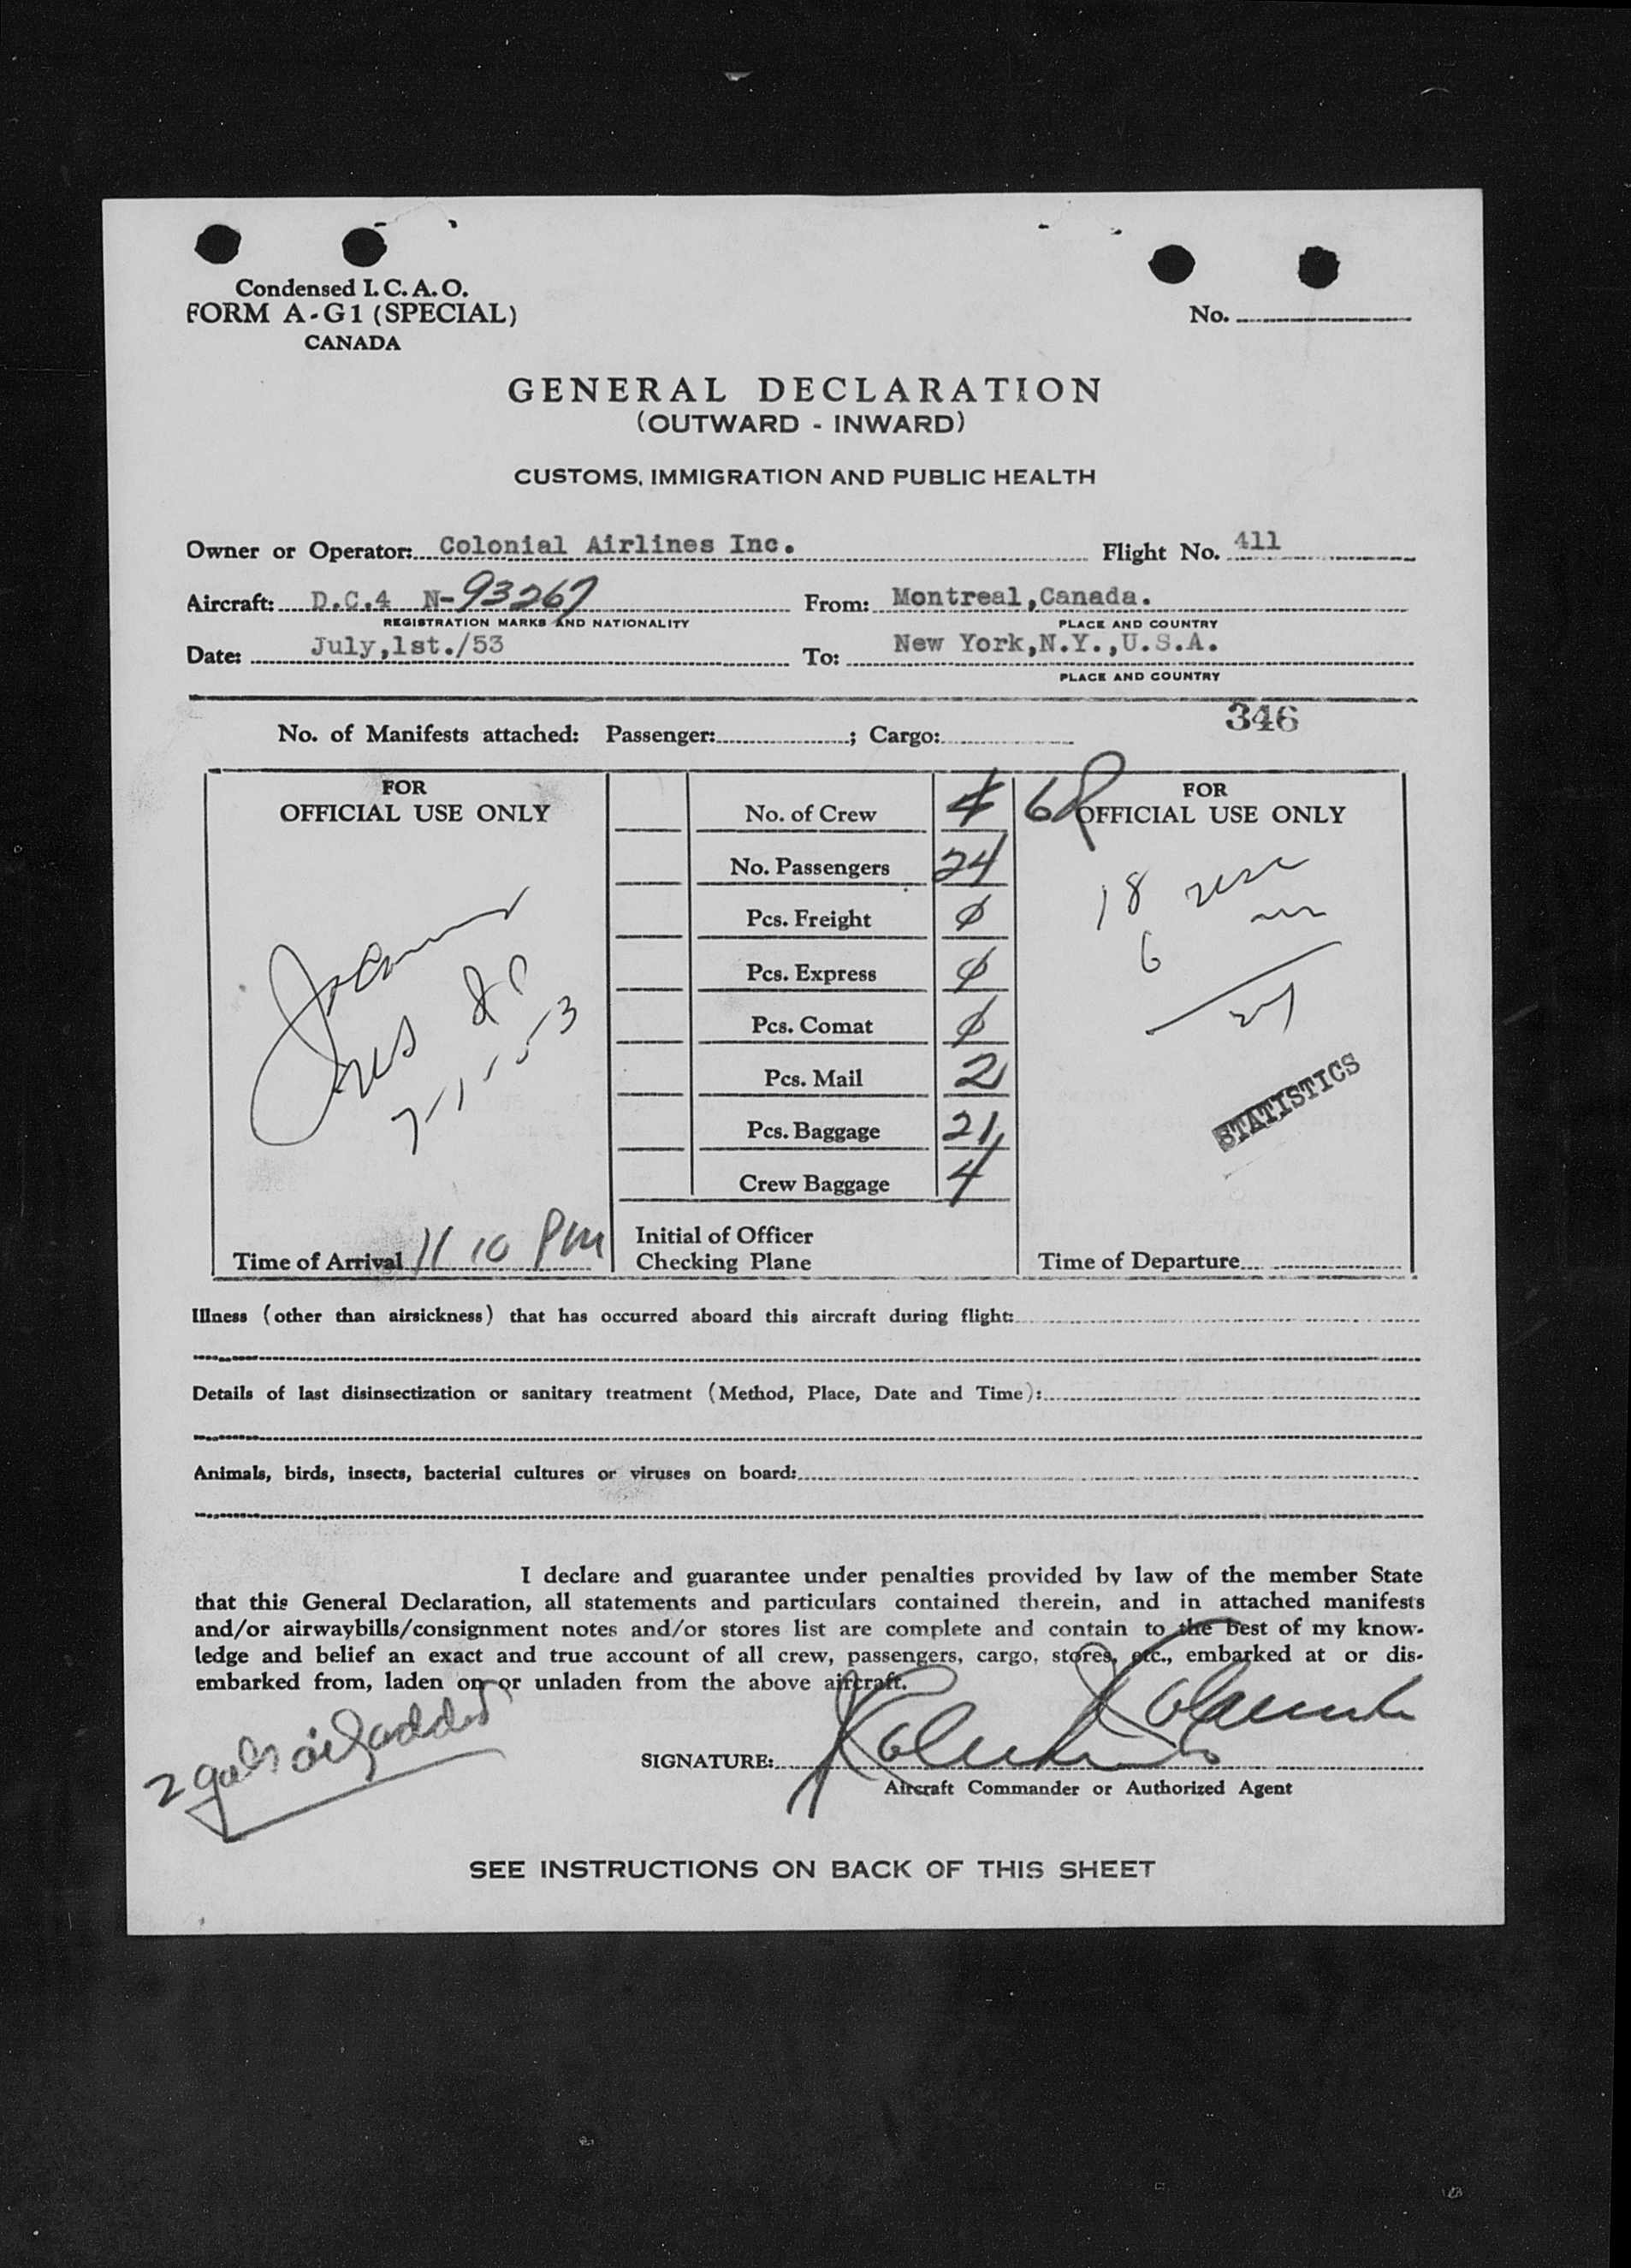 Condensed I. C. A. O.
FORM A-G1 (SPECIAL)
CANADA
No.
GENERAL DECLARATION
(OUTWARD - INWARD)
CUSTOMS, IMMIGRATION AND PUBLIC HEALTH
Owner or Operator: Colonial Airlines Inc. Flight No. 411
Aircraft: D.C.4 N-93267 From: Montreal,Canada.
REGISTRATION MARKS AND NATIONALITY PLACE AND COUNTRY
Date: July,1st./53 To: New York,N.Y.,U.S.A.
PLACE AND COUNTRY
346
No. of Manifests attached: Passenger: ; Cargo:
FOR
OFFICIAL USE ONLY
7-1-53
Time of Arrival 11 10 PM
No. of Crew 4
No. Passengers 24
Pcs. Freight Ø
Pcs. Express Ø
Pcs. Comat Ø
Pcs. Mail 2
Pcs. Baggage 21
Crew Baggage 4
Initial of Officer
Checking Plane
FOR
OFFICIAL USE ONLY
18
6
24
STATISTICS
Time of Departure
Illness (other than airsickness) that has occurred aboard this aircraft during flight:
Details of last disinsectization or sanitary treatment (Method, Place, Date and Time):
Animals, birds, insects, bacterial cultures or viruses on board:
I declare and guarantee under penalties provided by law of the member State
that this General Declaration, all statements and particulars contained therein, and in attached manifests
and/or airwaybills/consignment notes and/or stores list are complete and contain to the best of my know-
ledge and belief an exact and true account of all crew, passengers, cargo, stores, etc., embarked at or dis-
embarked from, laden on or unladen from the above aircraft.
2 gals oil added
SIGNATURE:
Aircraft Commander or Authorized Agent
SEE INSTRUCTIONS ON BACK OF THIS SHEET